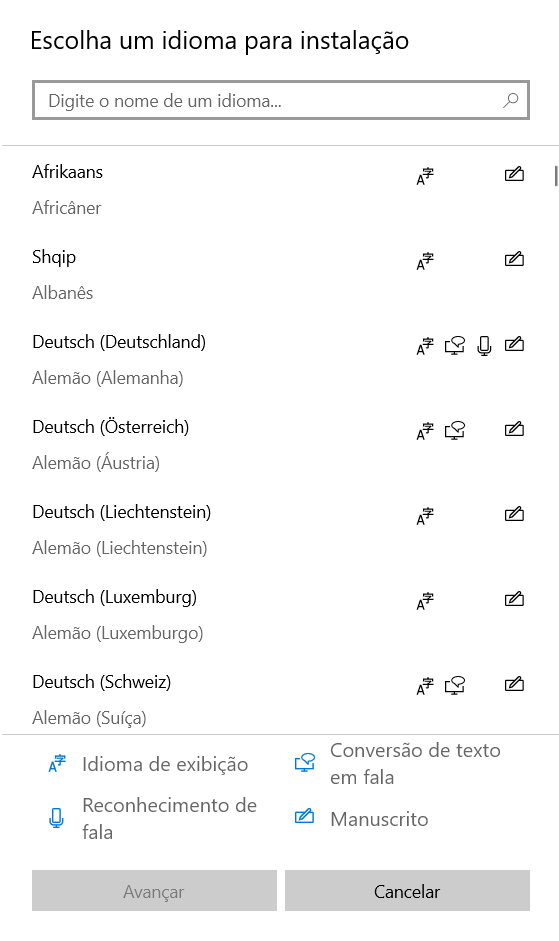 Escolha um idioma para instalação
Digite o nome de um idioma...
Afrikaans
Africâner
Shqip
Albanês
Deutsch (Deutschland)
Alemão (Alemanha)
Deutsch (Österreich)
Alemão (Áustria)
Deutsch (Liechtenstein)
Alemão (Liechtenstein)
Deutsch (Luxemburg)
Alemão (Luxemburgo)
Deutsch (Schweiz)
Alemão (Suíça)
Idioma de exibição
Conversão de texto
em fala
Reconhecimento de
fala
Manuscrito
Avançar
Cancelar